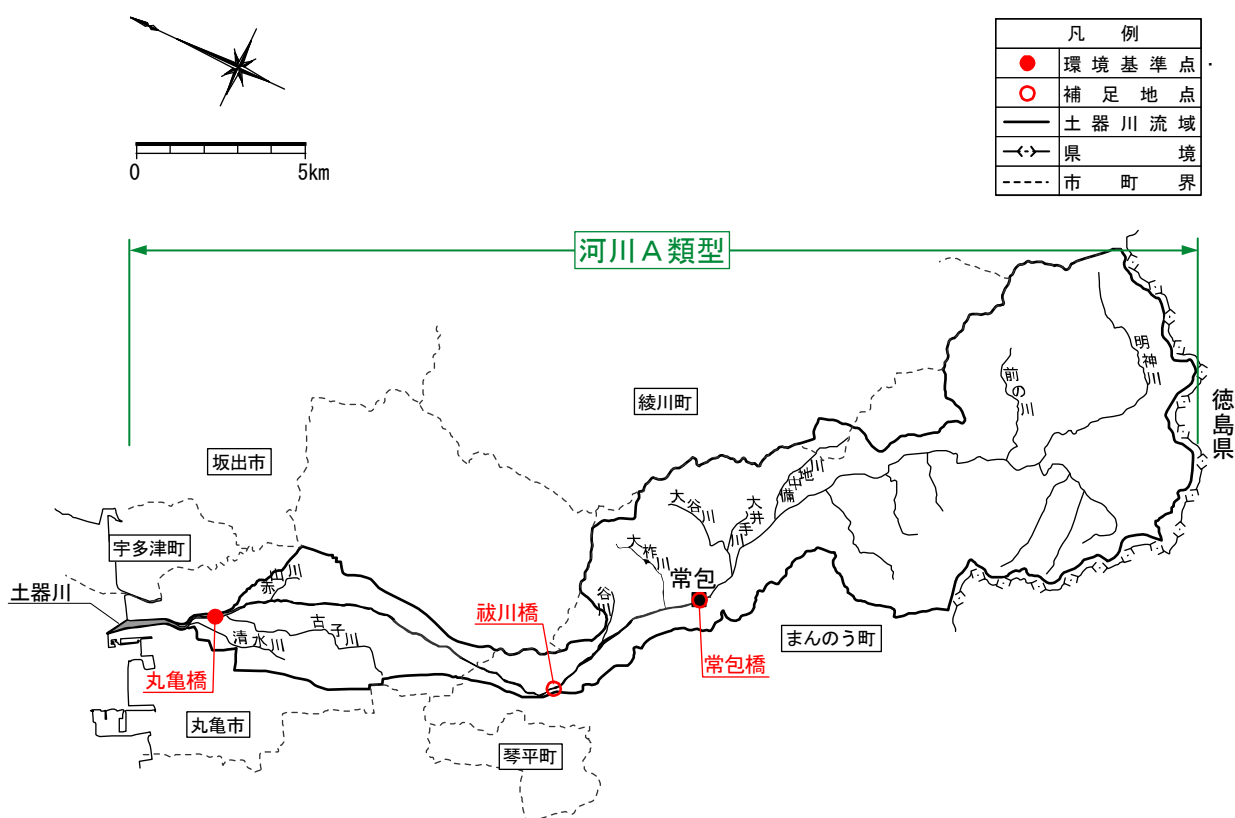 凡例
環境基準点
補足地点
土器川流域
県境
市町界
0 5km
河川A類型
明神川
前の川
徳島県
綾川町
坂出市
備中地川
大谷川
大井手川
大柞川
宇多津町
常包
赤山川
谷川
土器川
祓川橋
古子川
清水川
まんのう町
常包橋
丸亀橋
丸亀市
琴平町